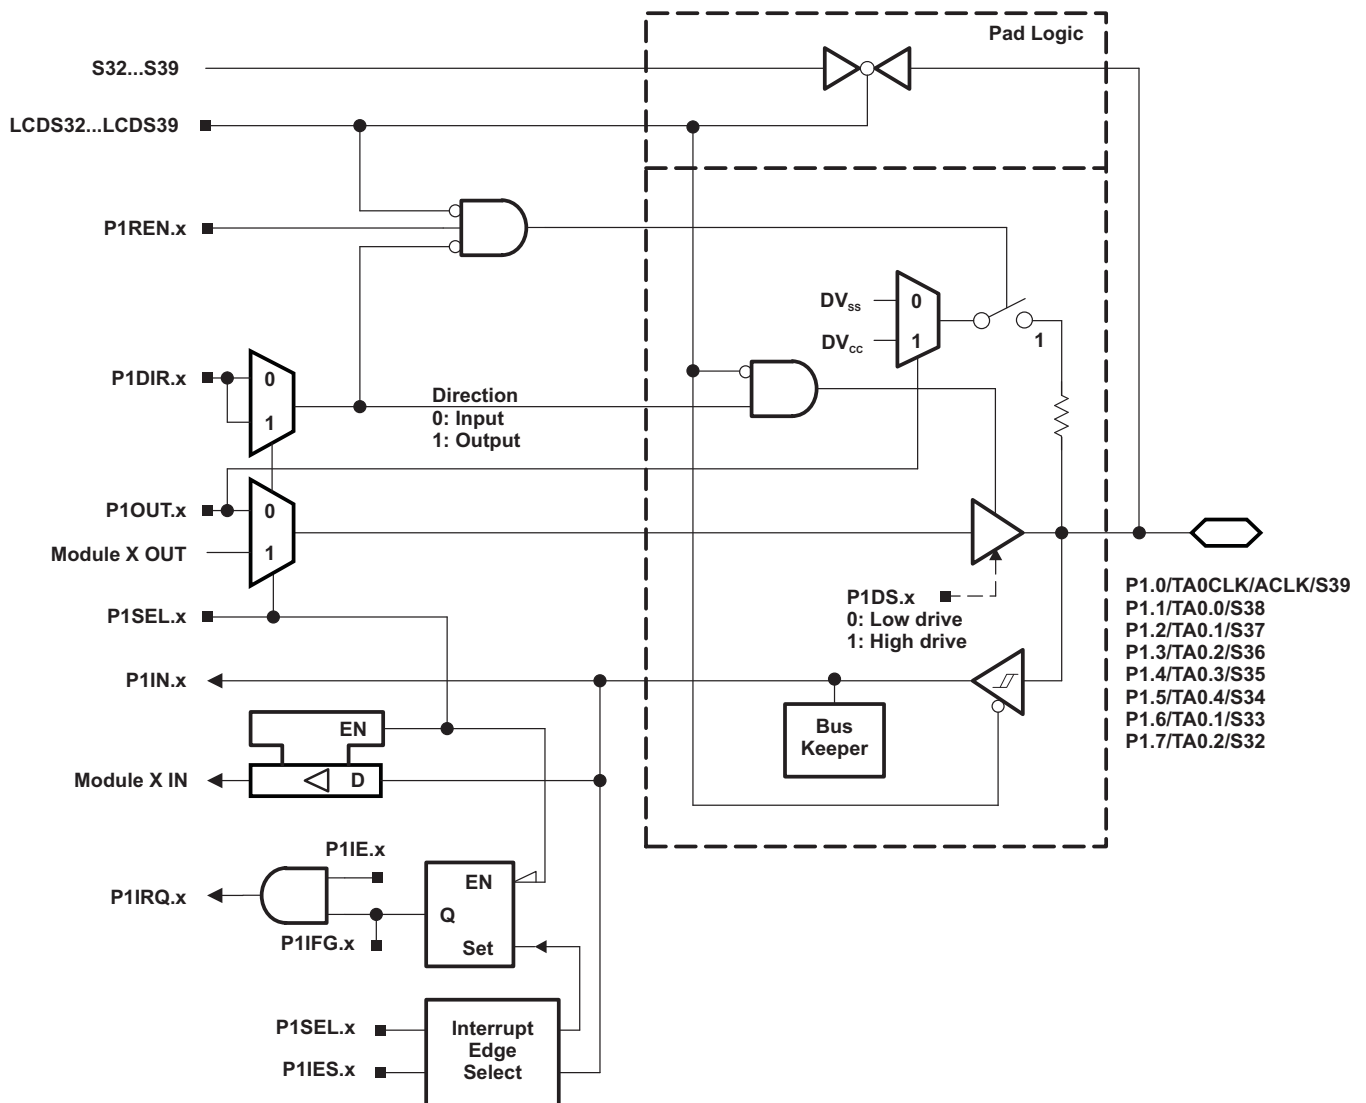 Pad Logic
S32...S39
LCDS32...LCDS39
P1REN.x
DVss
0
DVcc
1
1
P1DIR.x
0
1
Direction
0: Input
1: Output
P1OUT.x
0
Module X OUT
1
P1SEL.x
P1DS.x
0: Low drive
1: High drive
P1.0/TA0CLK/ACLK/S39
P1.1/TA0.0/S38
P1.2/TA0.1/S37
P1.3/TA0.2/S36
P1.4/TA0.3/S35
P1.5/TA0.4/S34
P1.6/TA0.1/S33
P1.7/TA0.2/S32
P1IN.x
Bus
Keeper
EN
Module X IN
D
P1IE.x
P1IRQ.x
EN
Q
P1IFG.x
Set
P1SEL.x
P1IES.x
Interrupt
Edge
Select